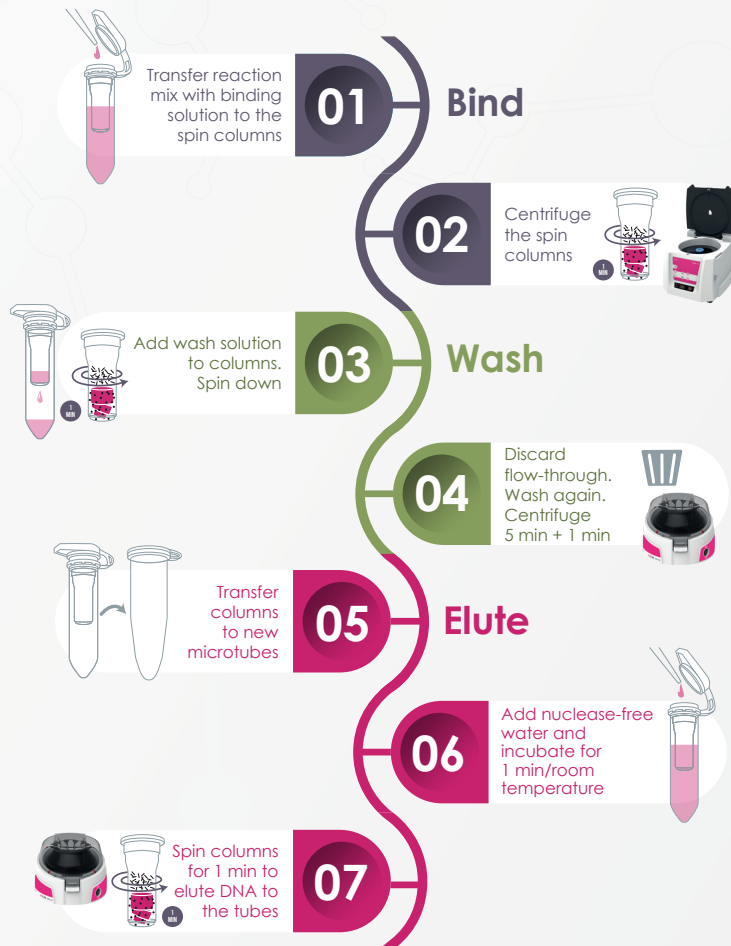 Transfer reaction
mix with binding
solution to the
spin columns
01
Bind
02
Centrifuge
the spin
columns
1
MIN
Add wash solution
to columns.
Spin down
1
MIN
03
Wash
04
Discard
flow-through.
Wash again.
Centrifuge
5 min + 1 min
Transfer
columns
to new
microtubes
05
Elute
06
Add nuclease-free
water and
incubate for
1 min/room
temperature
Spin columns
for 1 min to
elute DNA to
the tubes
1
MIN
07